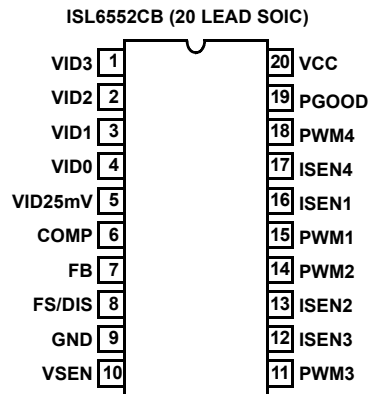 ISL6552CB (20 LEAD SOIC)
VID3 1 20 VCC
VID2 2 19 PGOOD
VID1 3 18 PWM4
VID0 4 17 ISEN4
VID25mV 5 16 ISEN1
COMP 6 15 PWM1
FB 7 14 PWM2
FS/DIS 8 13 ISEN2
GND 9 12 ISEN3
VSEN 10 11 PWM3